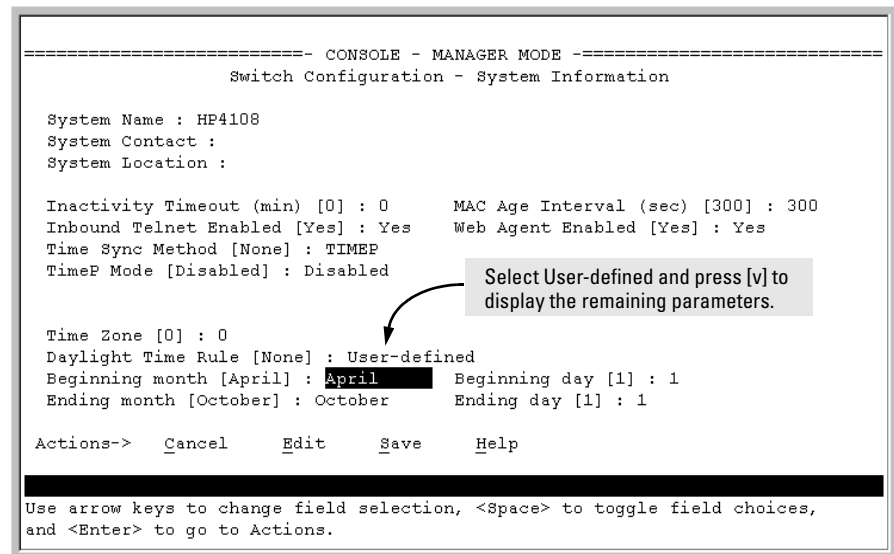 ===========================- CONSOLE - MANAGER MODE -============================
Switch Configuration - System Information
System Name : HP4108
System Contact :
System Location :
Inactivity Timeout (min) [0] : 0 MAC Age Interval (sec) [300] : 300
Inbound Telnet Enabled [Yes] : Yes Web Agent Enabled [Yes] : Yes
Time Sync Method [None] : TIMEP
TimeP Mode [Disabled] : Disabled
Select User-defined and press [v] to
display the remaining parameters.
Time Zone [0] : 0
Daylight Time Rule [None] : User-defined
Beginning month [April] : April Beginning day [1] : 1
Ending month [October] : October Ending day [1] : 1
Actions-> Cancel Edit Save Help
Use arrow keys to change field selection, <Space> to toggle field choices,
and <Enter> to go to Actions.